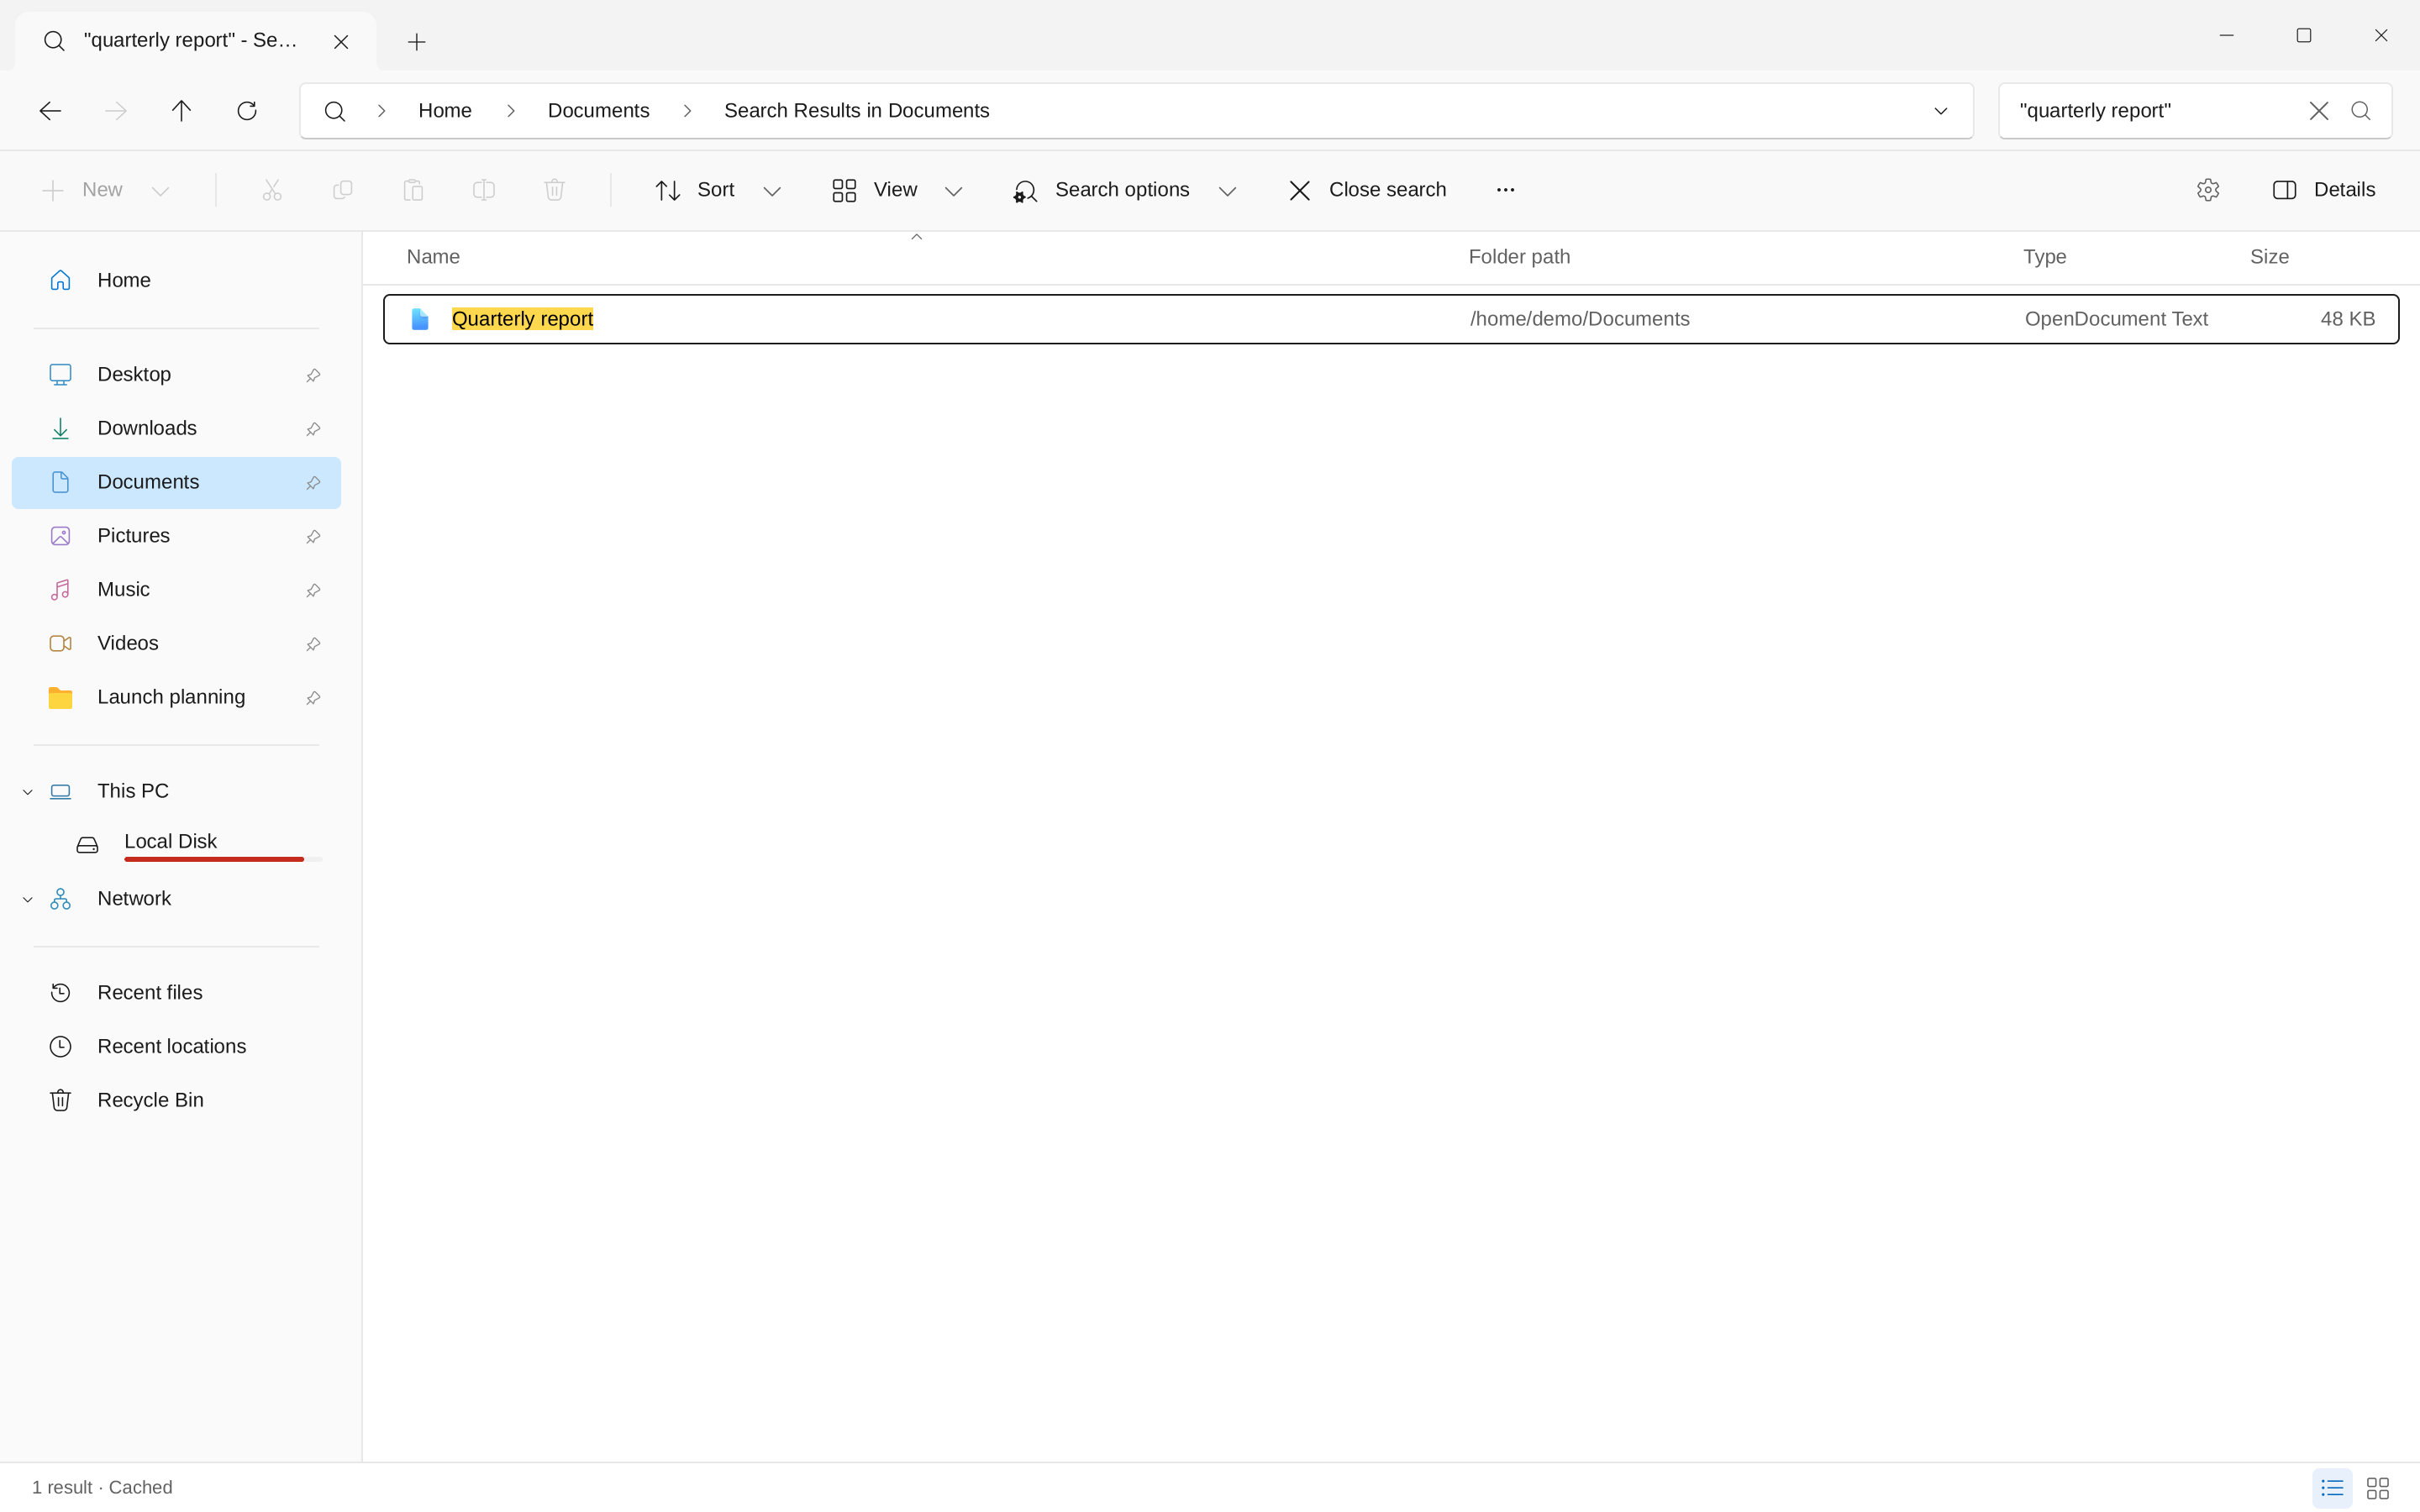 "quarterly report" - Se…
Home
Documents
Search Results in Documents
"quarterly report"
New
Sort
View
Search options
Close search
Details
Home
Desktop
Downloads
Documents
Pictures
Music
Videos
Launch planning
This PC
Local Disk
Network
Recent files
Recent locations
Recycle Bin
Name Folder path Type Size
Quarterly report /home/demo/Documents OpenDocument Text 48 KB
1 result · Cached